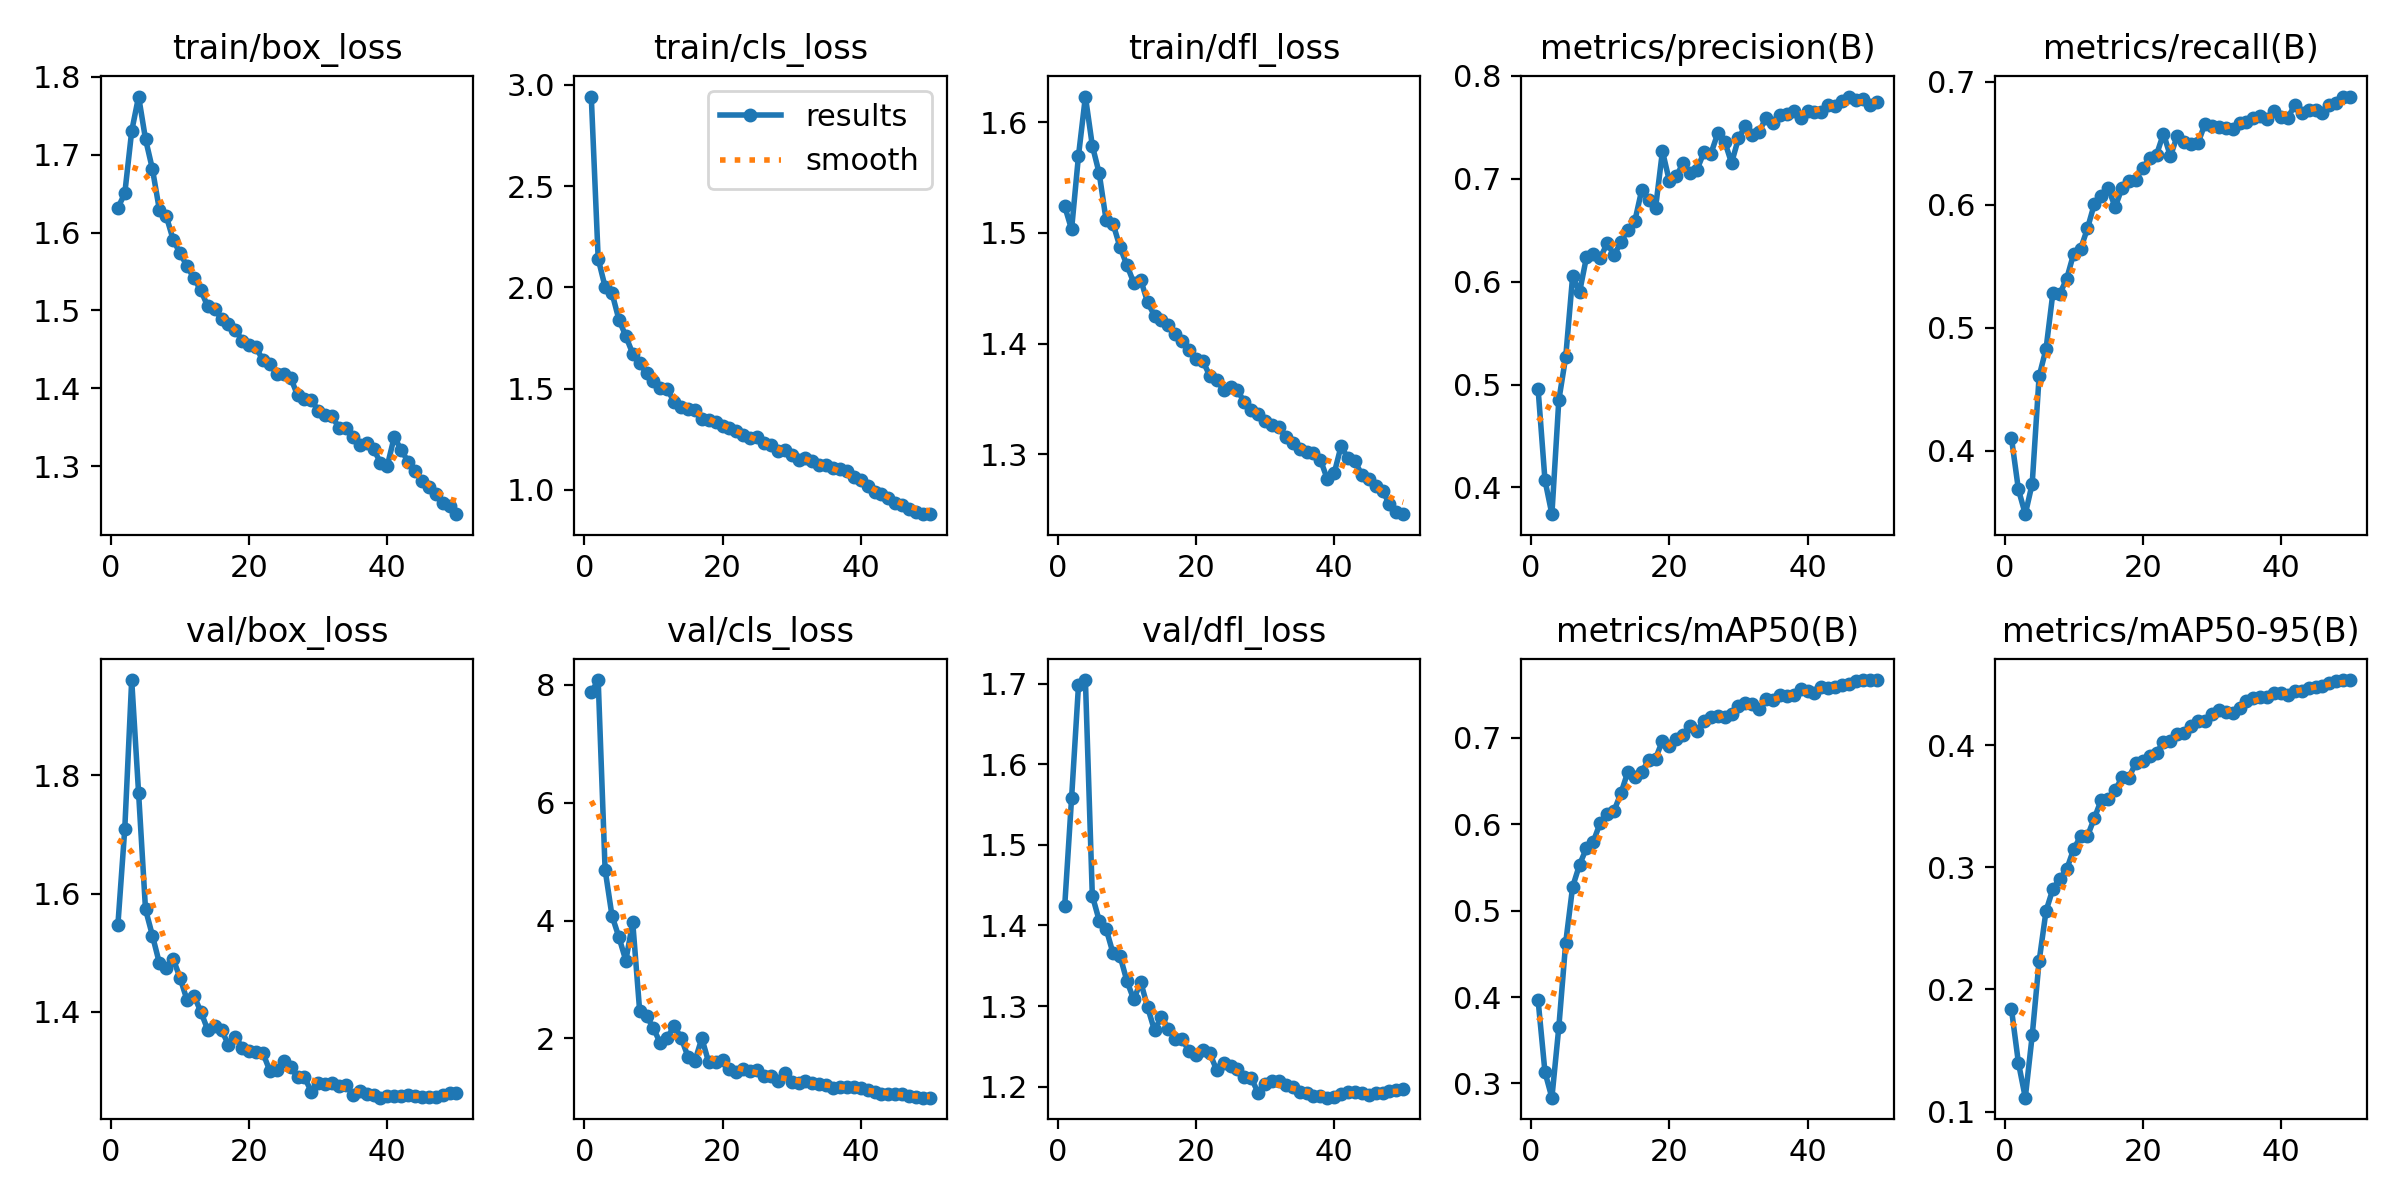 train/box_loss
1.8
1.7
1.6
1.5
1.4
1.3
0 20 40
train/cls_loss
results
smooth
3.0
2.5
2.0
1.5
1.0
0 20 40
train/dfl_loss
1.6
1.5
1.4
1.3
0 20 40
metrics/precision(B)
0.8
0.7
0.6
0.5
0.4
0 20 40
metrics/recall(B)
0.7
0.6
0.5
0.4
0 20 40
val/box_loss
1.8
1.6
1.4
0 20 40
val/cls_loss
8
6
4
2
0 20 40
val/dfl_loss
1.7
1.6
1.5
1.4
1.3
1.2
0 20 40
metrics/mAP50(B)
0.7
0.6
0.5
0.4
0.3
0 20 40
metrics/mAP50-95(B)
0.4
0.3
0.2
0.1
0 20 40